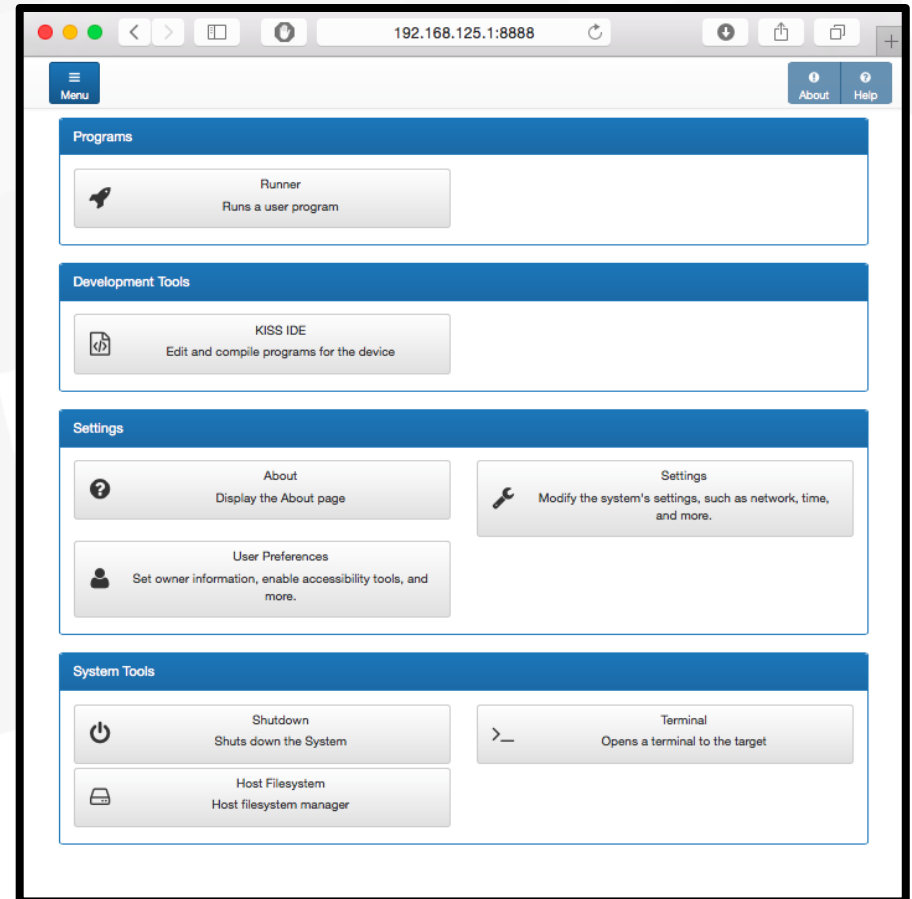 192.168.125.1:8888
Menu
About
Help
Programs
Runner
Runs a user program
Development Tools
KISS IDE
Edit and compile programs for the device
Settings
About
Display the About page
Settings
Modify the system's settings, such as network, time,
and more.
User Preferences
Set owner information, enable accessibility tools, and
more.
System Tools
Shutdown
Shuts down the System
Terminal
Opens a terminal to the target
Host Filesystem
Host filesystem manager